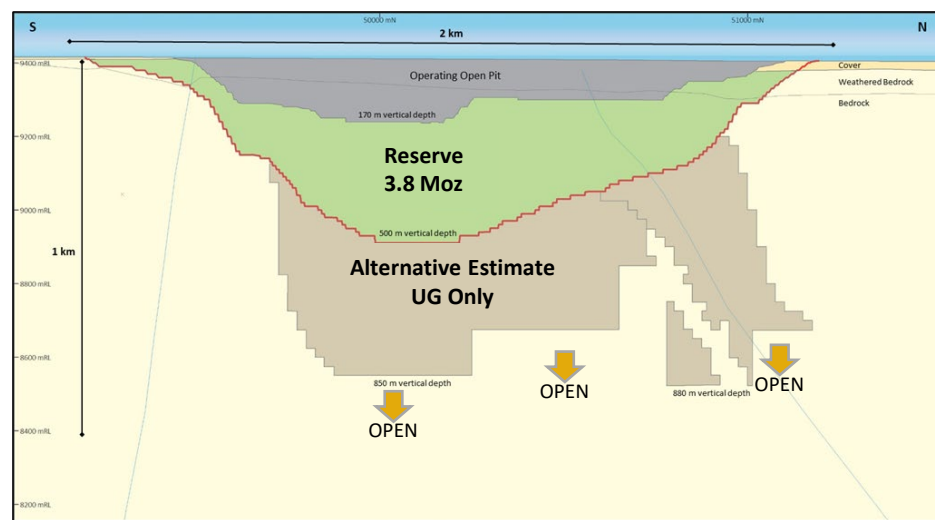 S
50000 mN
51000 mN
N
2 km
9400 mRL
Cover
Operating Open Pit
Weathered Bedrock
Bedrock
170 m vertical depth
9200 mRL
Reserve
3.8 Moz
9000 mRL
500 m vertical depth
1 km
Alternative Estimate
UG Only
8800 mRL
8600 mRL
850 m vertical depth
OPEN
OPEN
880 m vertical depth
OPEN
8400 mRL
8200 mRL